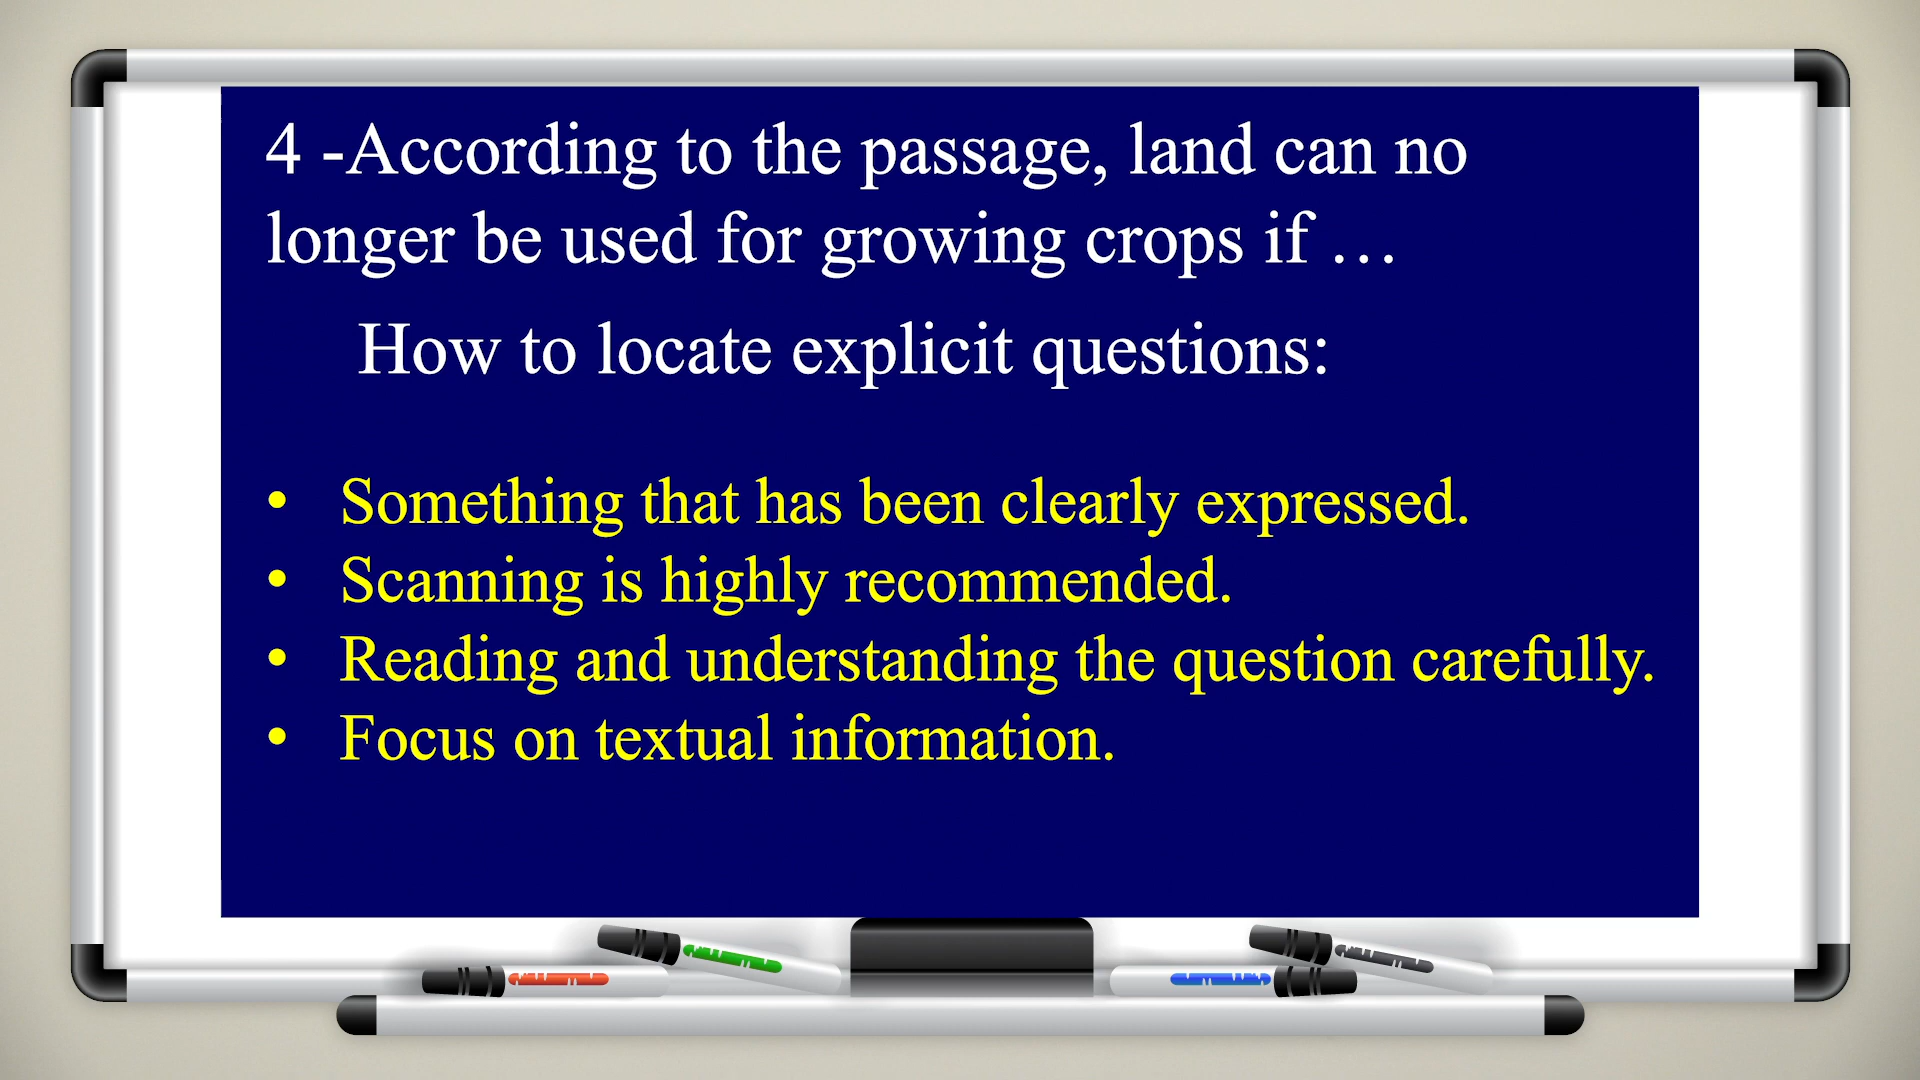 4 -According to the passage, land can no
longer be used for growing crops if …
How to locate explicit questions:
• Something that has been clearly expressed.
• Scanning is highly recommended.
• Reading and understanding the question carefully.
• Focus on textual information.